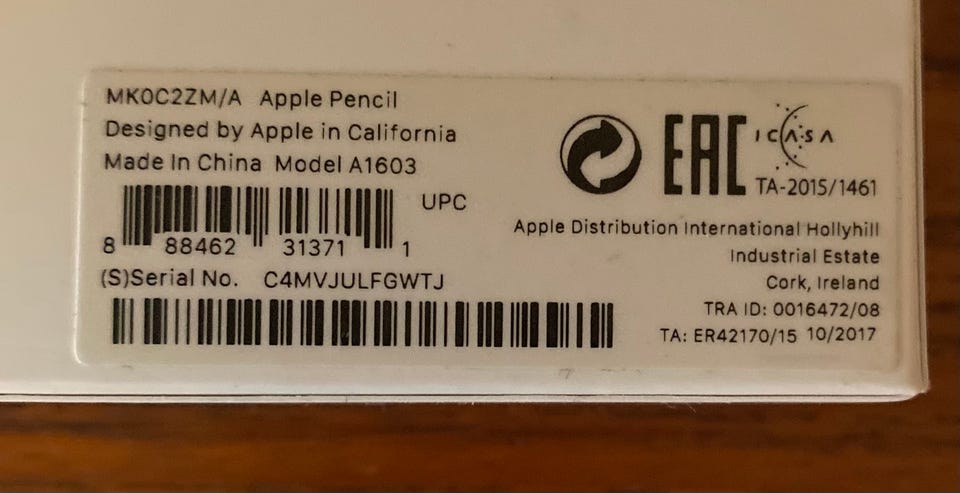 MK0C2ZM/A Apple Pencil
Designed by Apple in California
Made In China Model A1603
UPC
8 88462 31371 1
(S)Serial No. C4MVJULFGWTJ
EAC
ICASA
TA-2015/1461
Apple Distribution International Hollyhill
Industrial Estate
Cork, Ireland
TRA ID: 0016472/08
TA: ER42170/15 10/2017